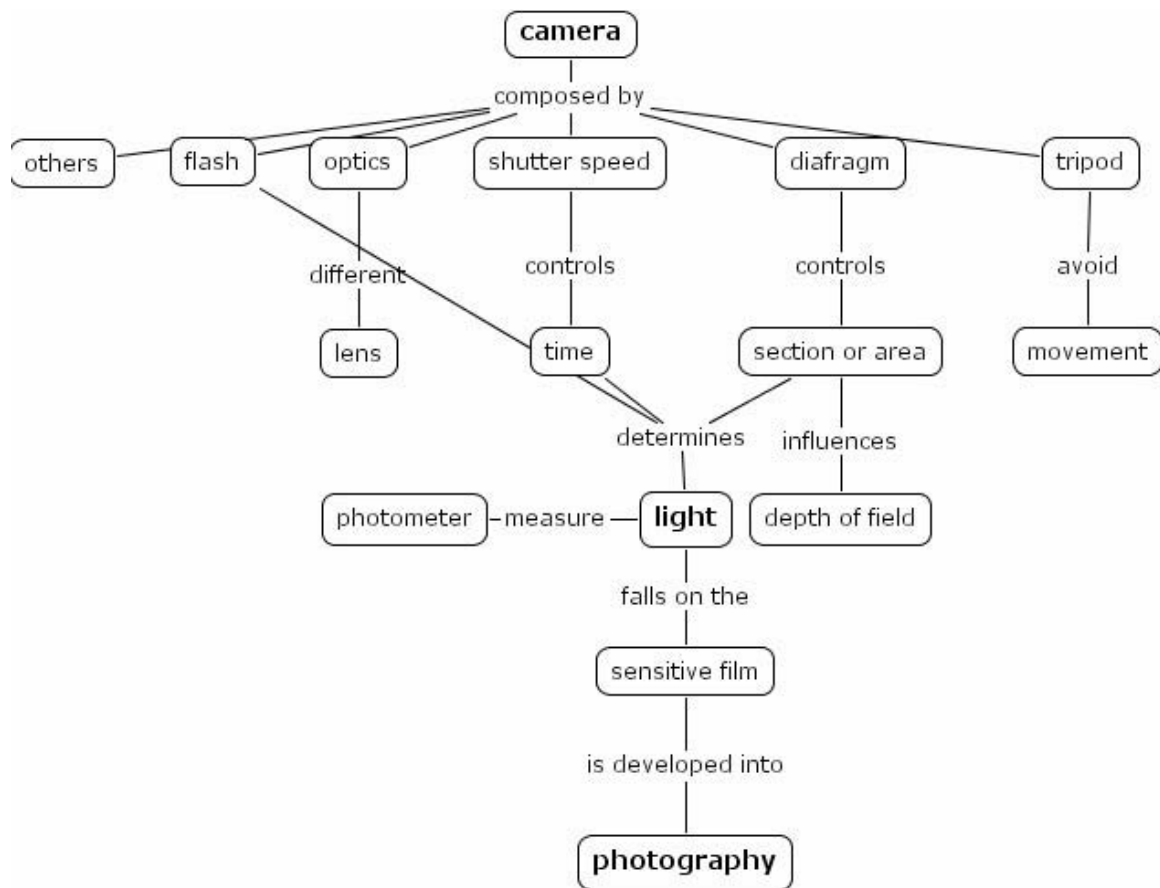 camera
composed by
others
flash
optics
shutter speed
diafragm
tripod
different
controls
controls
avoid
lens
time
section or area
movement
determines
influences
photometer
measure
light
depth of field
falls on the
sensitive film
is developed into
photography